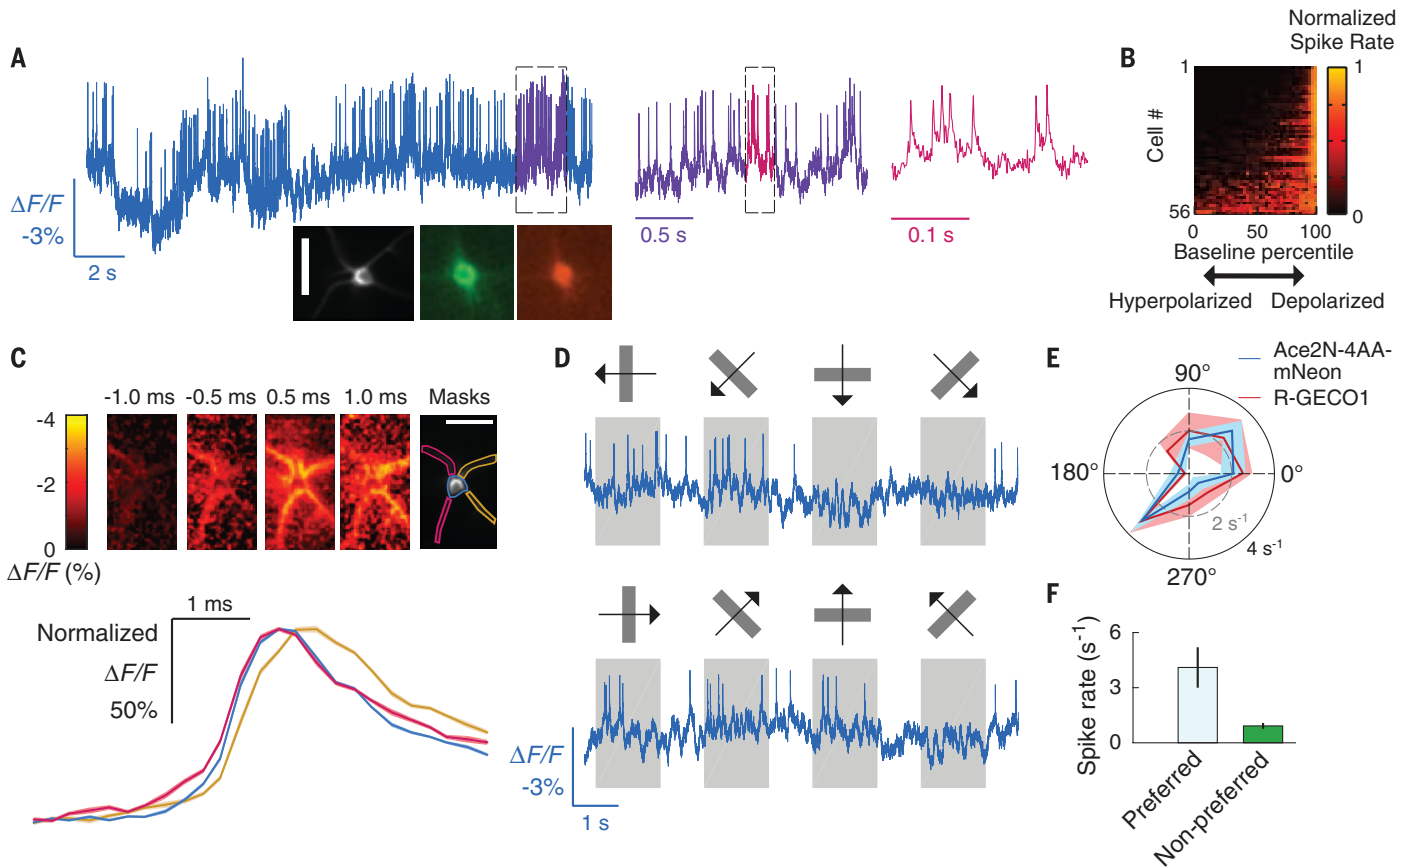 A
ΔF/F
-3%
2 s
0.5 s
0.1 s
B
Normalized
Spike Rate
1
1
0
Cell #
56
0
50
100
Baseline percentile
Hyperpolarized
Depolarized
C
-1.0 ms
-0.5 ms
0.5 ms
1.0 ms
Masks
-4
-2
0
ΔF/F (%)
1 ms
Normalized
ΔF/F
50%
D
ΔF/F
-3%
1 s
E
Ace2N-4AA-
mNeon
R-GECO1
90°
180°
0°
2 s-1
4 s-1
270°
F
Spike rate (s-1)
6
3
0
Preferred
Non-preferred